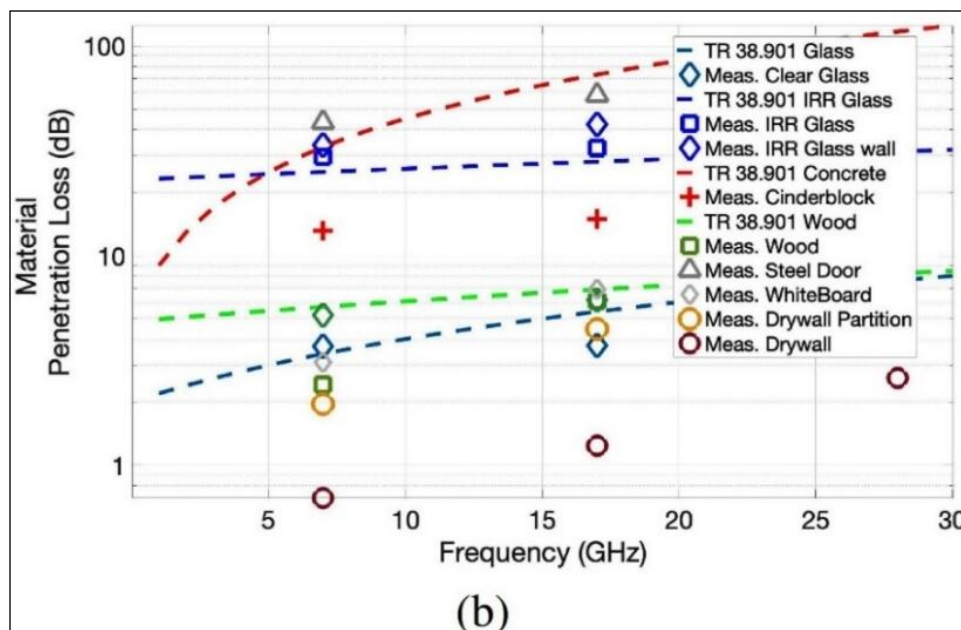 100
10
1
Material
Penetration Loss (dB)
TR 38.901 Glass
Meas. Clear Glass
TR 38.901 IRR Glass
Meas. IRR Glass
Meas. IRR Glass wall
TR 38.901 Concrete
Meas. Cinderblock
TR 38.901 Wood
Meas. Wood
Meas. Steel Door
Meas. WhiteBoard
Meas. Drywall Partition
Meas. Drywall
5 10 15 20 25 30
Frequency (GHz)
(b)